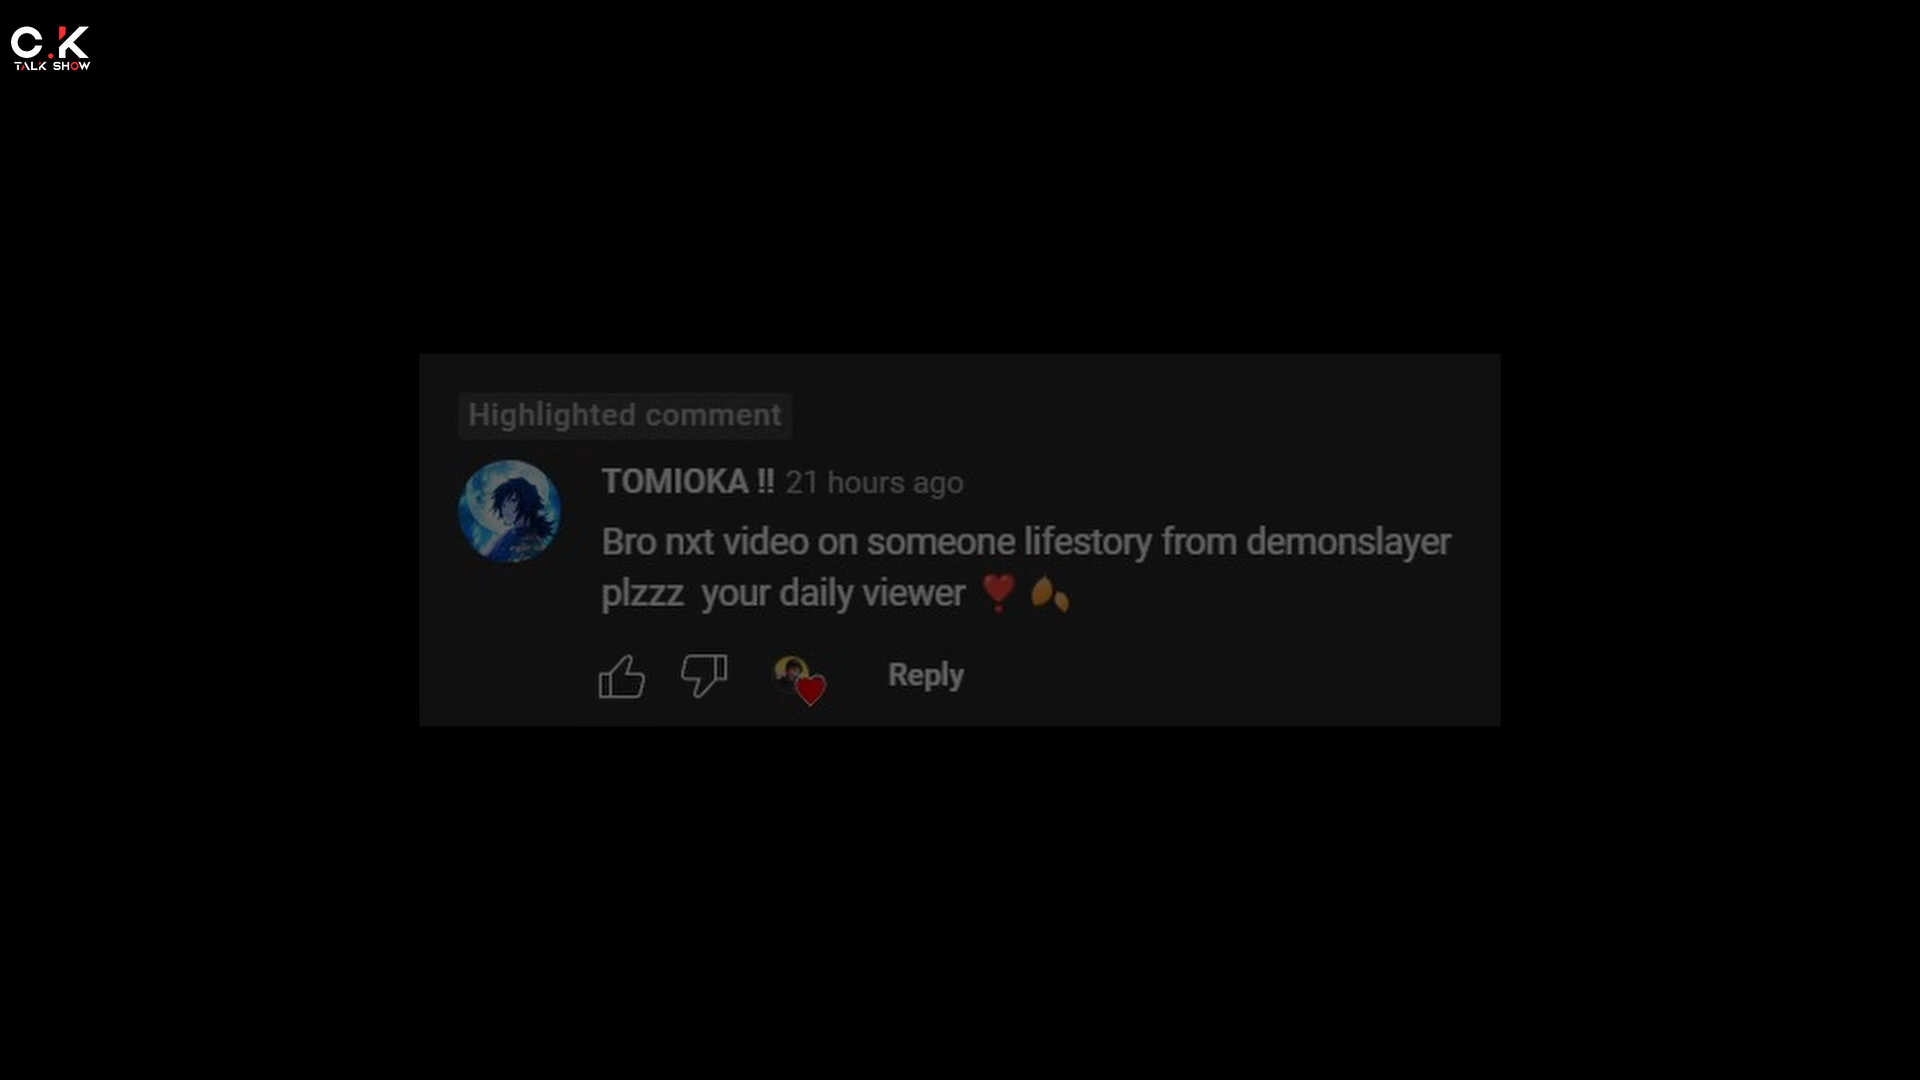 C.K
TALK SHOW
Highlighted comment
TOMIOKA !! 21 hours ago
Bro nxt video on someone lifestory from demonslayer
plzzz your daily viewer ❣️ 🍂
Reply